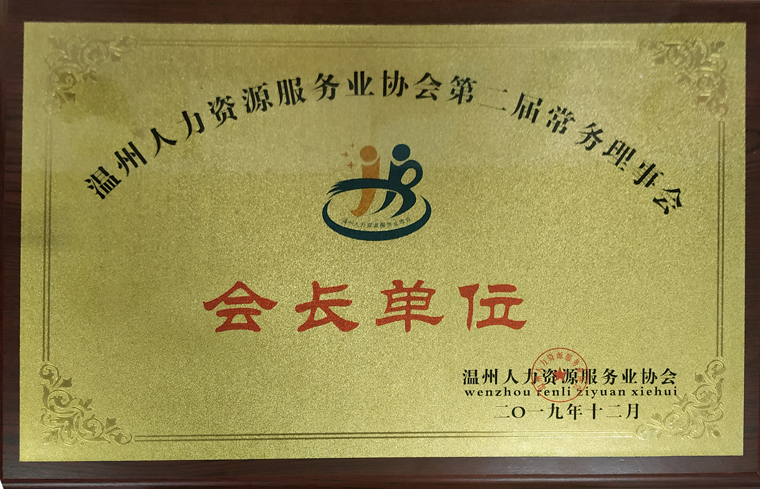 温州人力资源服务业协会第二届常务理事会
会长单位
温州人力资源服务业协会
wenzhou renli ziyuan xiehui
二〇一九年十二月